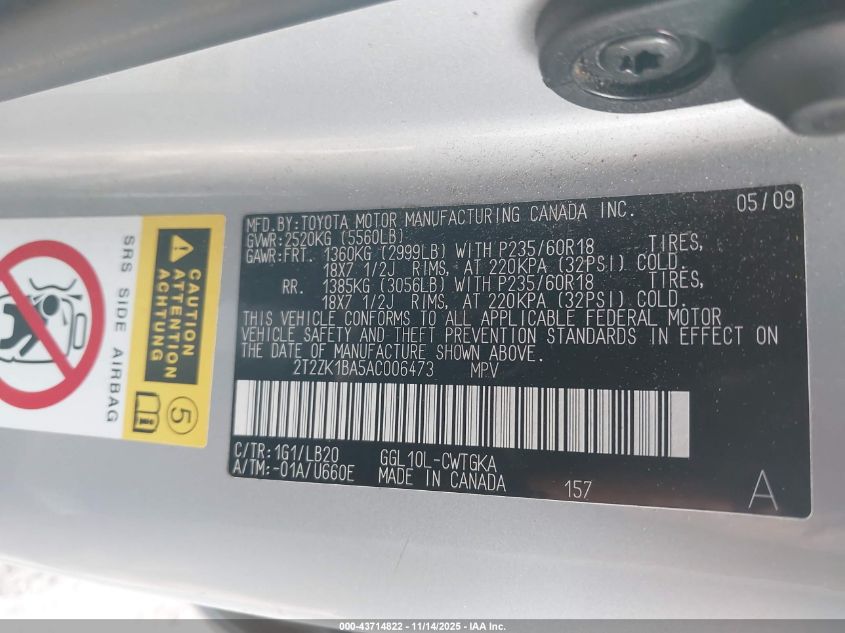 MFD.BY:TOYOTA MOTOR MANUFACTURING CANADA INC. 05/09
GVWR:2520KG (5560LB)
GAWR:FRT. 1360KG (2999LB) WITH P235/60R18 TIRES,
18X7 1/2J RIMS, AT 220KPA (32PSI) COLD.
RR. 1385KG (3056LB) WITH P235/60R18 TIRES,
18X7 1/2J RIMS, AT 220KPA (32PSI) COLD.
THIS VEHICLE CONFORMS TO ALL APPLICABLE FEDERAL MOTOR
VEHICLE SAFETY AND THEFT PREVENTION STANDARDS IN EFFECT ON
THE DATE OF MANUFACTURE SHOWN ABOVE.
2T2ZK1BA5AC006473 MPV
C/TR:1G1/LB20 GGL10L-CWTGKA
A/TM:-01A/U660E MADE IN CANADA 157 A
CAUTION
ATTENTION
ACHTUNG
SRS SIDE AIRBAG
5
000-43714822 - 11/14/2025 - IAA Inc.